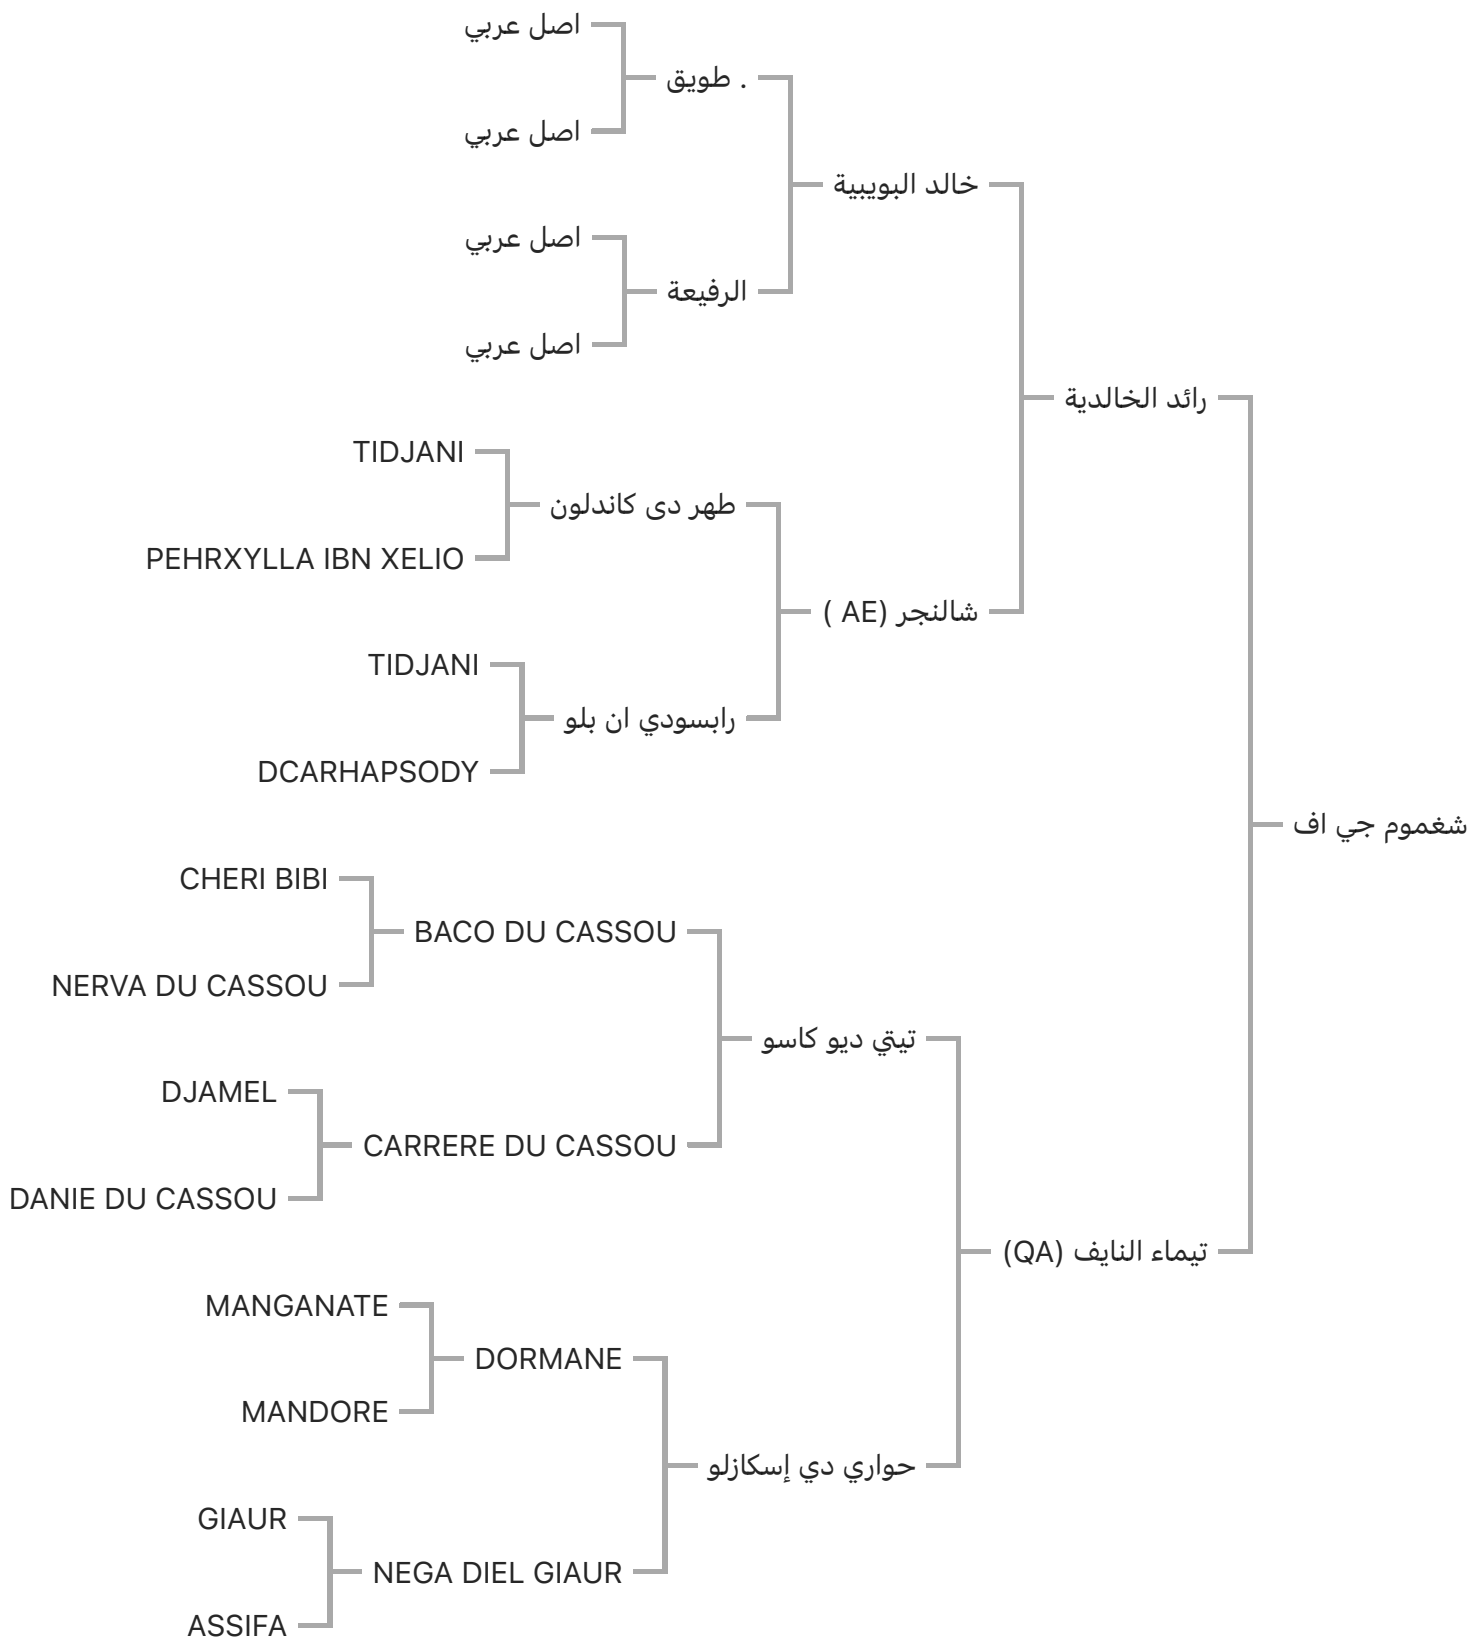 اصل عربي
. طويق
اصل عربي
خالد البويبية
اصل عربي
الرفيعة
اصل عربي
رائد الخالدية
TIDJANI
طهر دى كاندلون
PEHRXYLLA IBN XELIO
شالنجر (AE )
TIDJANI
رابسودي ان بلو
DCARHAPSODY
شغموم جي اف
CHERI BIBI
BACO DU CASSOU
NERVA DU CASSOU
تيتي ديو كاسو
DJAMEL
CARRERE DU CASSOU
DANIE DU CASSOU
تيماء النايف (QA)
MANGANATE
DORMANE
MANDORE
حواري دي إسكازلو
GIAUR
NEGA DIEL GIAUR
ASSIFA